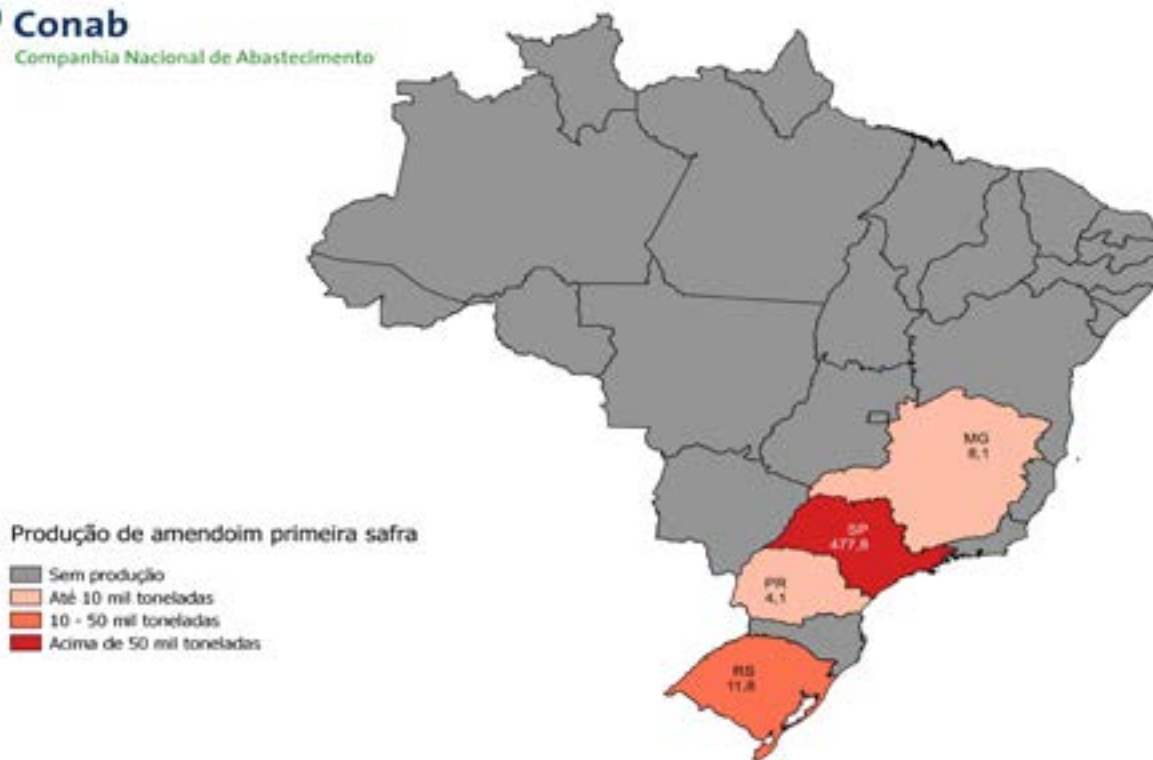 Conab
Companhia Nacional de Abastecimento
MG
8,1
SP
477,8
PR
4,1
RS
11,8
Produção de amendoim primeira safra
Sem produção
Até 10 mil toneladas
10 - 50 mil toneladas
Acima de 50 mil toneladas